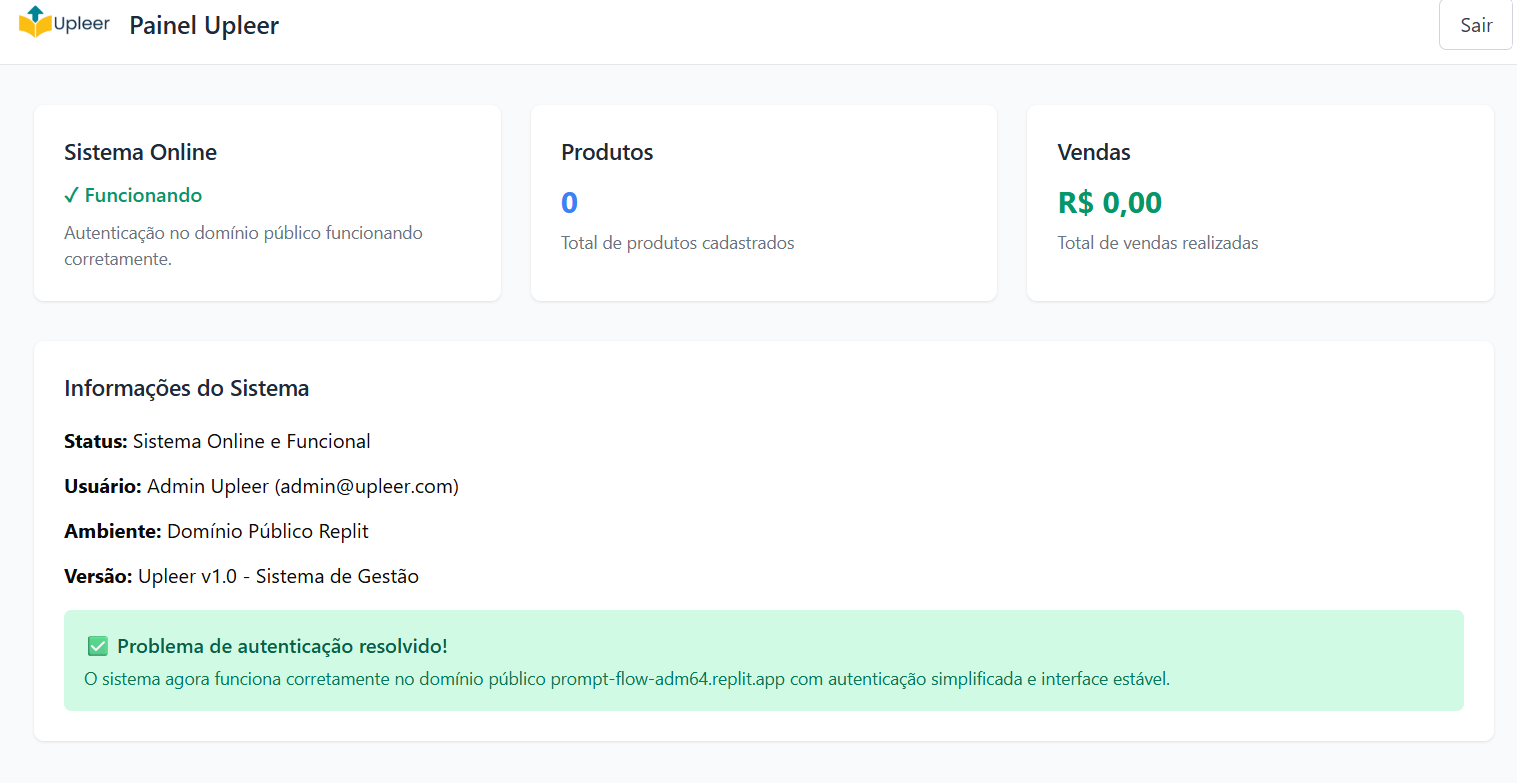 Upleer Painel Upleer Sair
Sistema Online
✓ Funcionando
Autenticação no domínio público funcionando
corretamente.
Produtos
0
Total de produtos cadastrados
Vendas
R$ 0,00
Total de vendas realizadas
Informações do Sistema
Status: Sistema Online e Funcional
Usuário: Admin Upleer (admin@upleer.com)
Ambiente: Domínio Público Replit
Versão: Upleer v1.0 - Sistema de Gestão
✅ Problema de autenticação resolvido!
O sistema agora funciona corretamente no domínio público prompt-flow-adm64.replit.app com autenticação simplificada e interface estável.